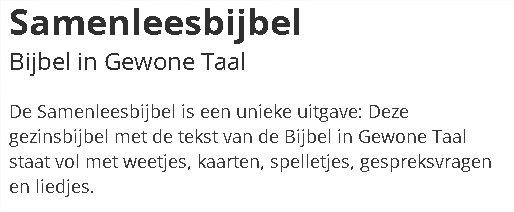 Samenleesbijbel
Bijbel in Gewone Taal
De Samenleesbijbel is een unieke uitgave: Deze
gezinsbijbel met de tekst van de Bijbel in Gewone Taal
staat vol met weetjes, kaarten, spelletjes, gespreksvragen
en liedjes.